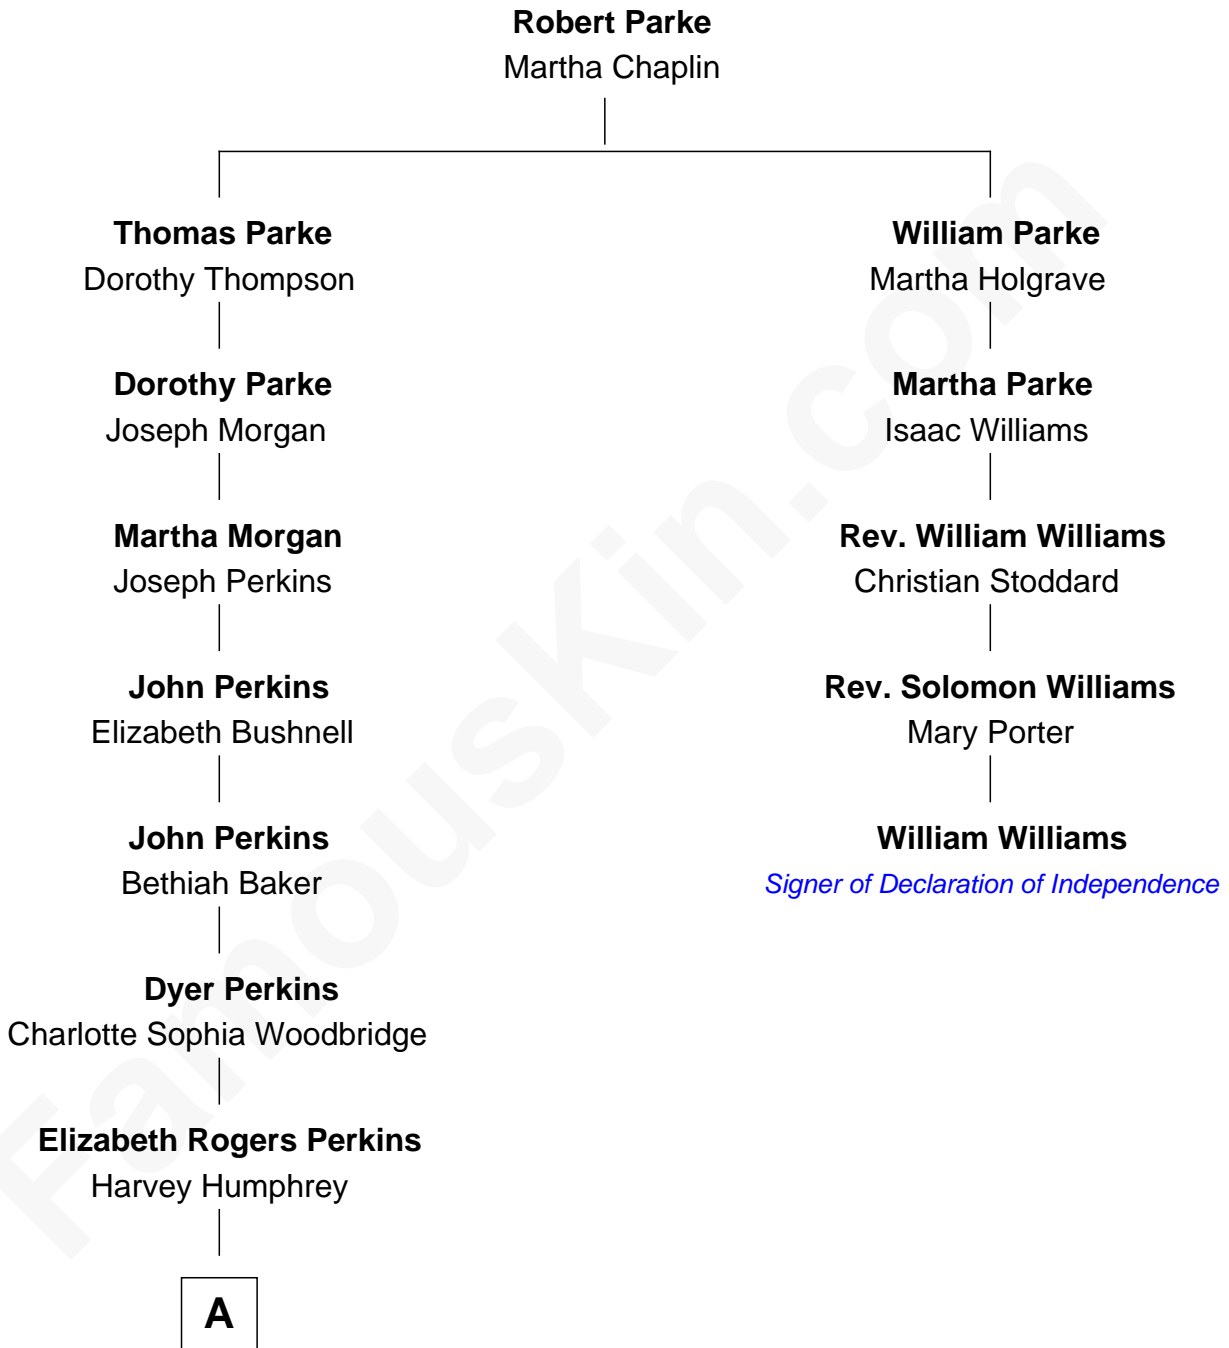 Robert Parke
Martha Chaplin
Thomas Parke
Dorothy Thompson
William Parke
Martha Holgrave
Dorothy Parke
Joseph Morgan
Martha Parke
Isaac Williams
Martha Morgan
Joseph Perkins
Rev. William Williams
Christian Stoddard
John Perkins
Elizabeth Bushnell
Rev. Solomon Williams
Mary Porter
John Perkins
Bethiah Baker
William Williams
Signer of Declaration of Independence
Dyer Perkins
Charlotte Sophia Woodbridge
Elizabeth Rogers Perkins
Harvey Humphrey
A
FamousKin.com